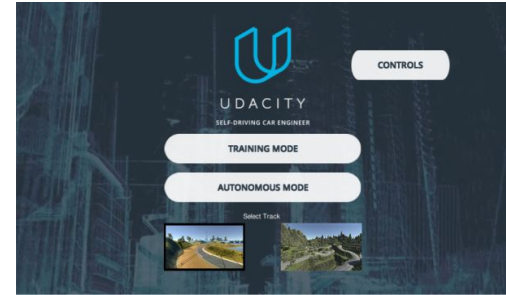 CONTROLS
UDACITY
SELF-DRIVING CAR ENGINEER
TRAINING MODE
AUTONOMOUS MODE
Select Track